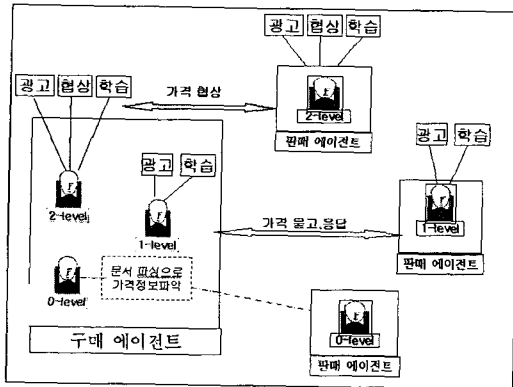 광고 협상 학습
2-level
판매 에이전트
가격 협상
광고 협상 학습
2-level
광고 학습
1-level
광고 학습
1-level
판매 에이전트
가격 묻고,응답
0-level
문서 파싱으로
가격정보파악
0-level
판매 에이전트
구매 에이전트